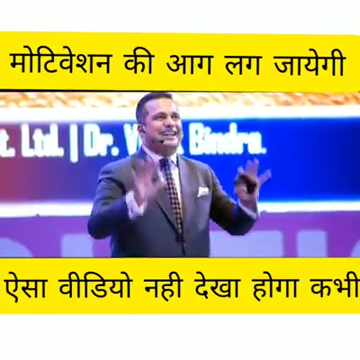 मोटिवेशन की आग लग जायेगी
t. Ltd. | Dr. Bindra.
ऐसा वीडियो नही देखा होगा कभी